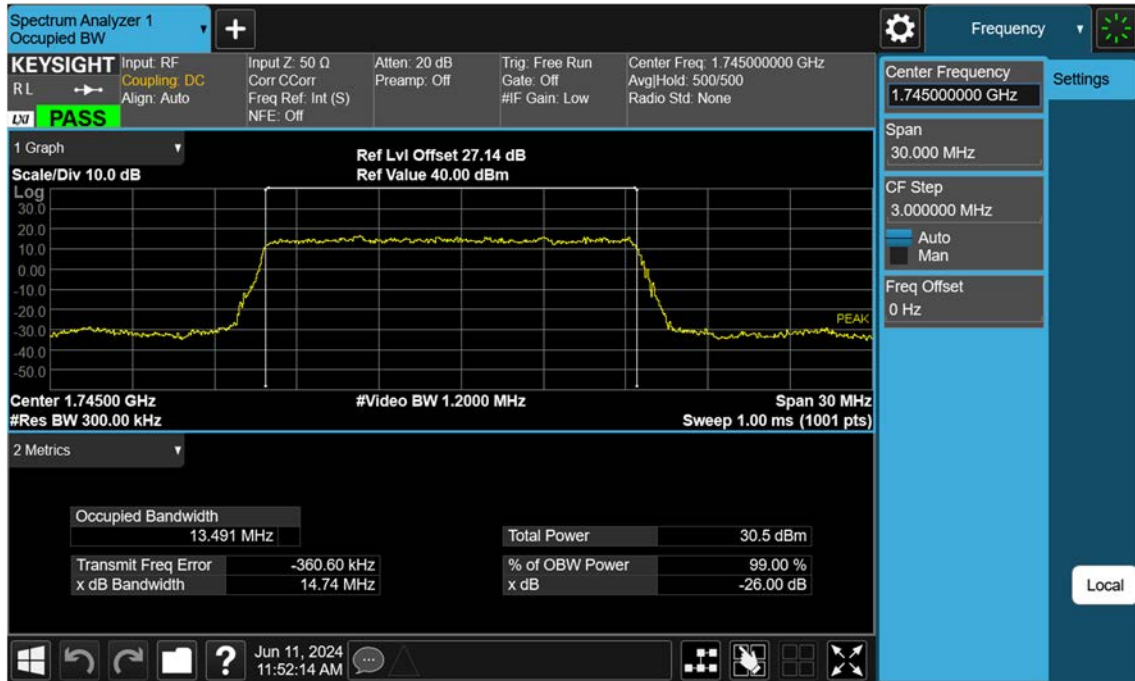 Spectrum Analyzer 1
Occupied BW
Frequency
KEYSIGHT
R L
LXI
PASS
Input: RF
Coupling: DC
Align: Auto
Input Z: 50 Ω
Corr CCorr
Freq Ref: Int (S)
NFE: Off
Atten: 20 dB
Preamp: Off
Trig: Free Run
Gate: Off
#IF Gain: Low
Center Freq: 1.745000000 GHz
Avg|Hold: 500/500
Radio Std: None
1 Graph
Scale/Div 10.0 dB
Ref Lvl Offset 27.14 dB
Ref Value 40.00 dBm
Log
30.0
20.0
10.0
0.00
-10.0
-20.0
-30.0
-40.0
-50.0
PEAK
Center 1.74500 GHz
#Video BW 1.2000 MHz
Span 30 MHz
#Res BW 300.00 kHz
Sweep 1.00 ms (1001 pts)
2 Metrics
Occupied Bandwidth
13.491 MHz
Total Power 30.5 dBm
Transmit Freq Error -360.60 kHz
% of OBW Power 99.00 %
x dB Bandwidth 14.74 MHz
x dB -26.00 dB
Center Frequency
1.745000000 GHz
Settings
Span
30.000 MHz
CF Step
3.000000 MHz
Auto
Man
Freq Offset
0 Hz
Local
?
Jun 11, 2024
11:52:14 AM